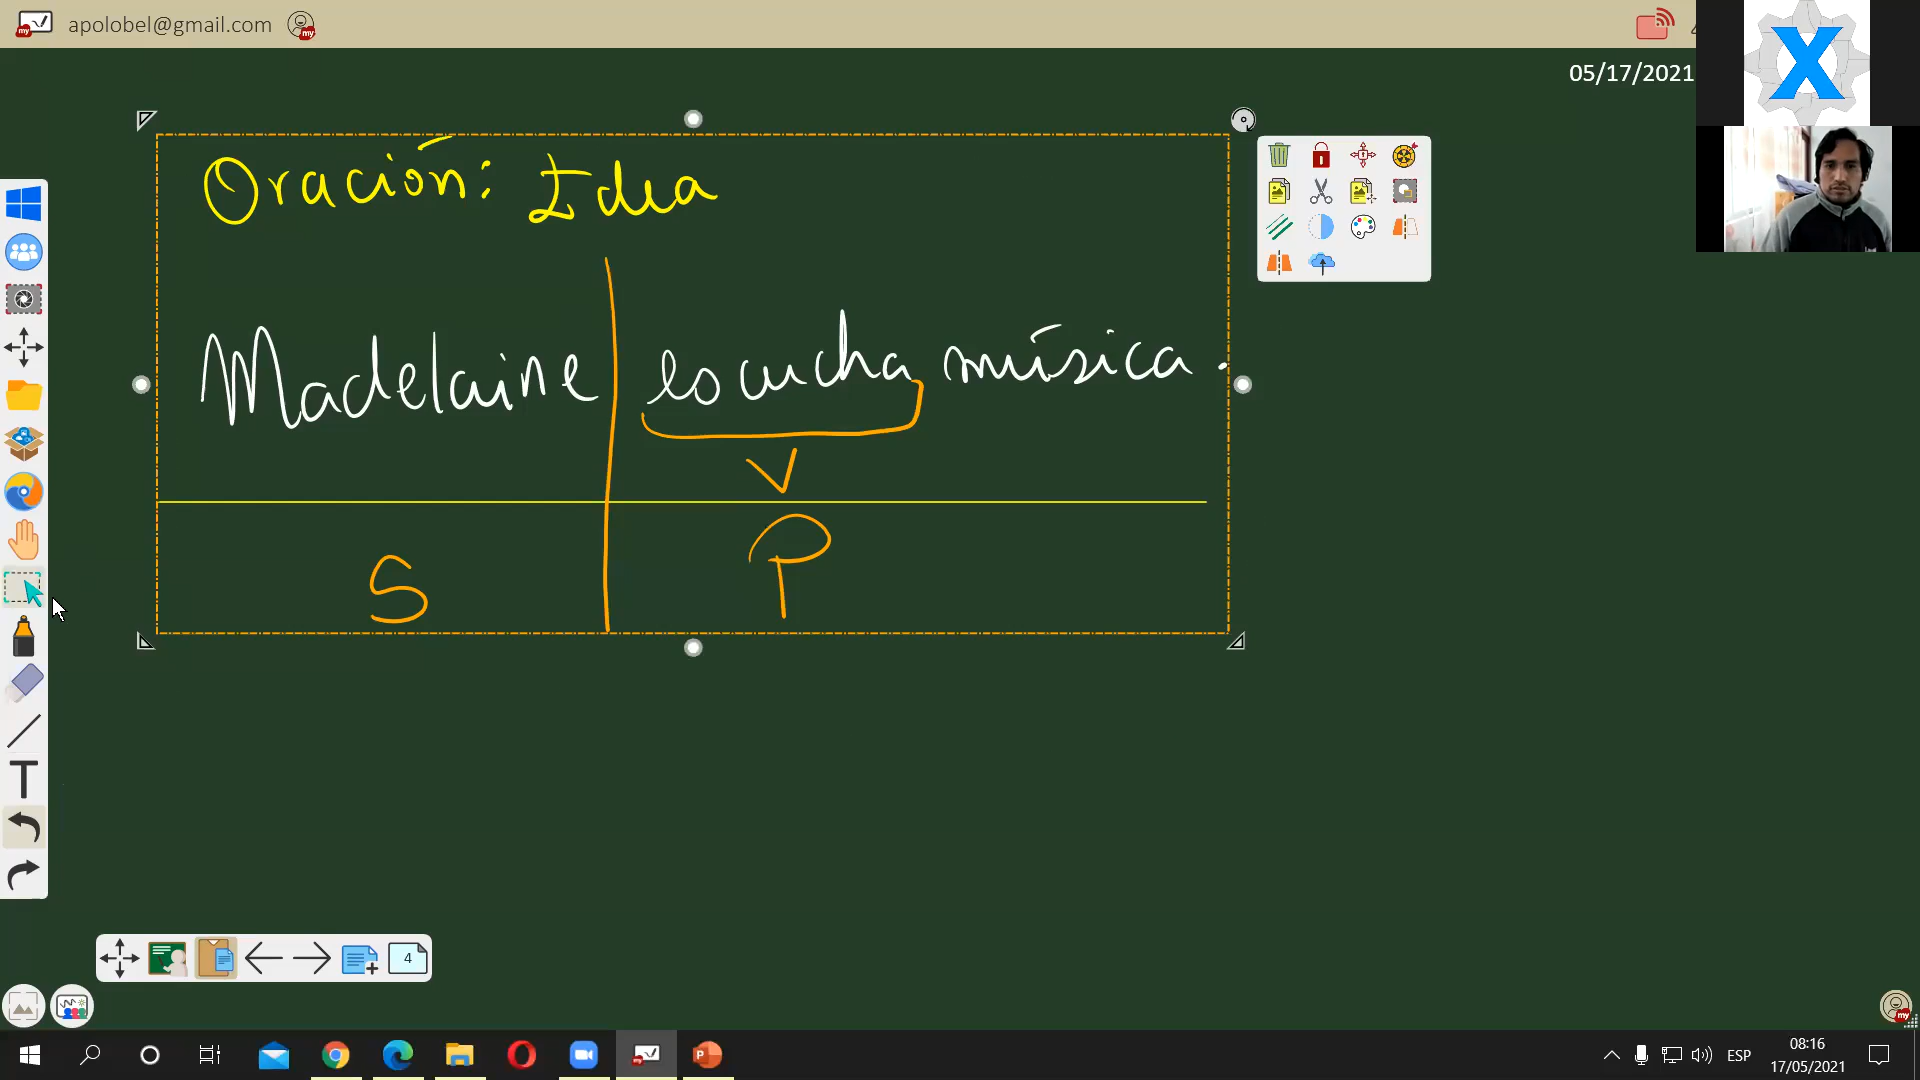 apolobel@gmail.com
05/17/2021
X
Oración: Idea
Madelaine escucha música.
V
S P
T
4
ESP
08:16
17/05/2021